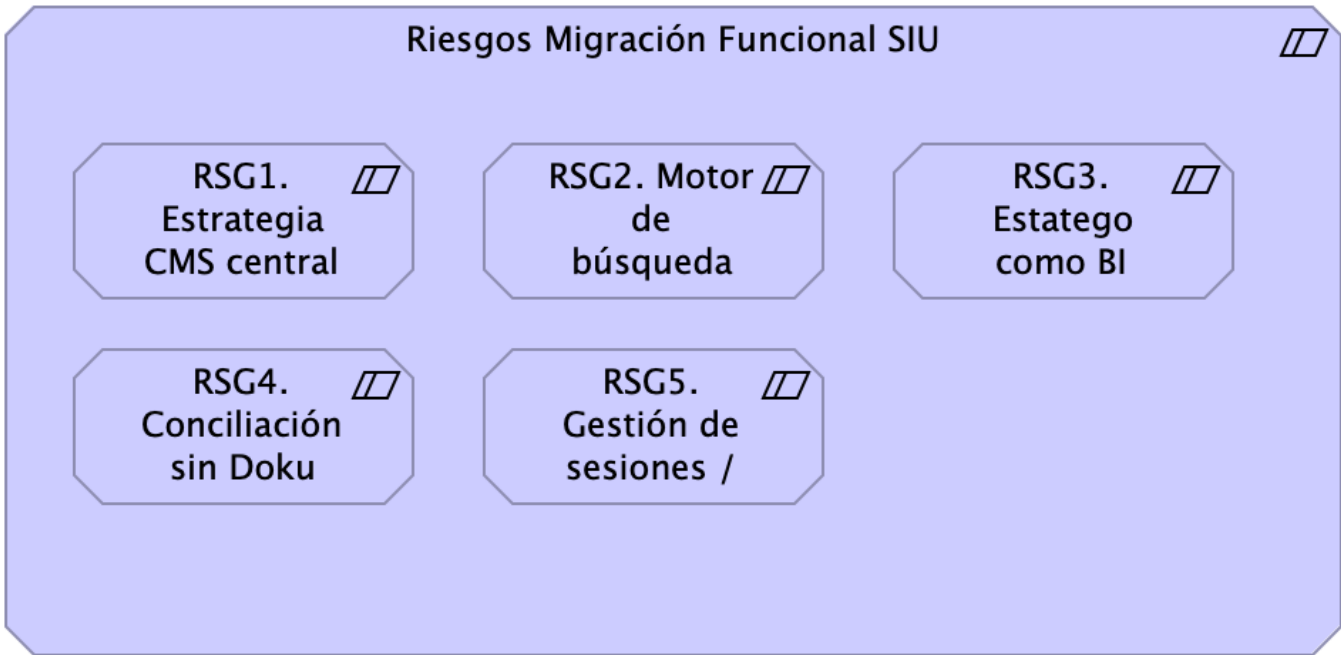 Riesgos Migración Funcional SIU
RSG1.
Estrategia
CMS central
RSG2. Motor
de
búsqueda
RSG3.
Estatego
como BI
RSG4.
Conciliación
sin Doku
RSG5.
Gestión de
sesiones /